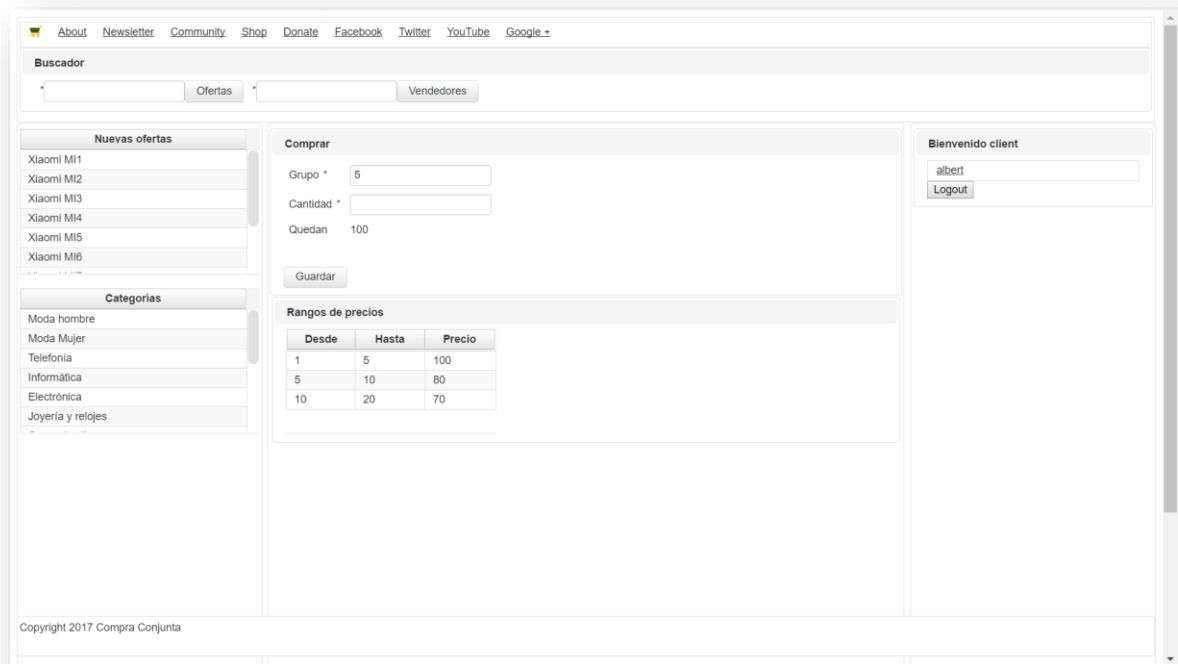 About Newsletter Community Shop Donate Facebook Twitter YouTube Google +
Buscador
* Ofertas * Vendedores
Nuevas ofertas
Xiaomi MI1
Xiaomi MI2
Xiaomi MI3
Xiaomi MI4
Xiaomi MI5
Xiaomi MI6
Categorías
Moda hombre
Moda Mujer
Telefonía
Informática
Electrónica
Joyería y relojes
Comprar
Grupo * 5
Cantidad *
Quedan 100
Guardar
Rangos de precios
Desde Hasta Precio
1 5 100
5 10 80
10 20 70
Bienvenido client
albert
Logout
Copyright 2017 Compra Conjunta